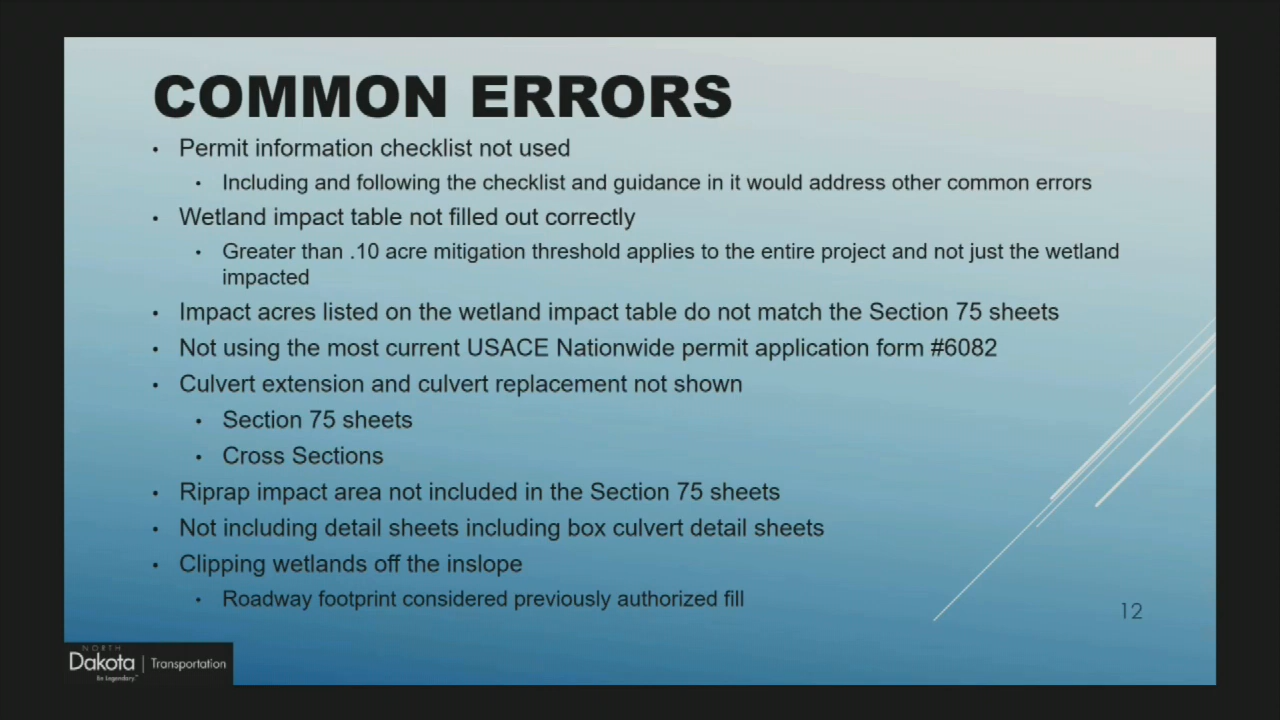 COMMON ERRORS
• Permit information checklist not used
• Including and following the checklist and guidance in it would address other common errors
• Wetland impact table not filled out correctly
• Greater than .10 acre mitigation threshold applies to the entire project and not just the wetland
impacted
• Impact acres listed on the wetland impact table do not match the Section 75 sheets
• Not using the most current USACE Nationwide permit application form #6082
• Culvert extension and culvert replacement not shown
• Section 75 sheets
• Cross Sections
• Riprap impact area not included in the Section 75 sheets
• Not including detail sheets including box culvert detail sheets
• Clipping wetlands off the inslope
• Roadway footprint considered previously authorized fill
12
NORTH
Dakota | Transportation
Be Legendary.™